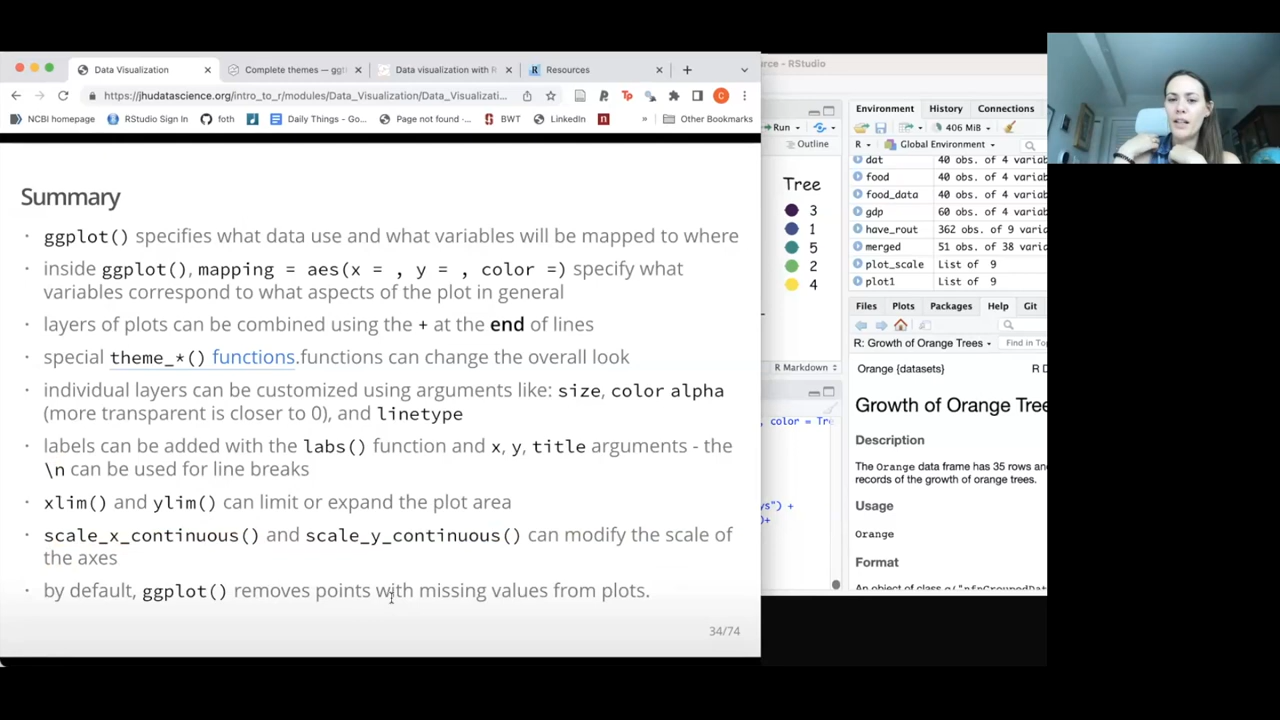 Data Visualization
Complete themes — ggt
Data visualization with R
Resources
https://jhudatascience.org/intro_to_r/modules/Data_Visualization/Data_Visualizati...
NCBI homepage
RStudio Sign In
foth
Daily Things - Go...
Page not found -...
BWT
LinkedIn
»
Other Bookmarks
Summary
· ggplot() specifies what data use and what variables will be mapped to where
· inside ggplot(), mapping = aes(x = , y = , color =) specify what
variables correspond to what aspects of the plot in general
· layers of plots can be combined using the + at the end of lines
· special theme_*() functions.functions can change the overall look
· individual layers can be customized using arguments like: size, color alpha
(more transparent is closer to 0), and linetype
· labels can be added with the labs() function and x, y, title arguments - the
\n can be used for line breaks
· xlim() and ylim() can limit or expand the plot area
· scale_x_continuous() and scale_y_continuous() can modify the scale of
the axes
· by default, ggplot() removes points with missing values from plots.
34/74
rce - RStudio
Run
Outline
Tree
3
1
5
2
4
R Markdown
color = Tre
ys") +
)+
Environment History Connections
406 MiB
R Global Environment
dat 40 obs. of 4 variab
food 40 obs. of 4 variab
food_data 40 obs. of 4 variab
gdp 60 obs. of 4 variab
have_rout 362 obs. of 9 vari
merged 51 obs. of 38 vari
plot_scale List of 9
plot1 List of 9
Files Plots Packages Help Git
R: Growth of Orange Trees Find in Top
Orange {datasets} R D
Growth of Orange Tree
Description
The Orange data frame has 35 rows and
records of the growth of orange trees.
Usage
Orange
Format
An object of class